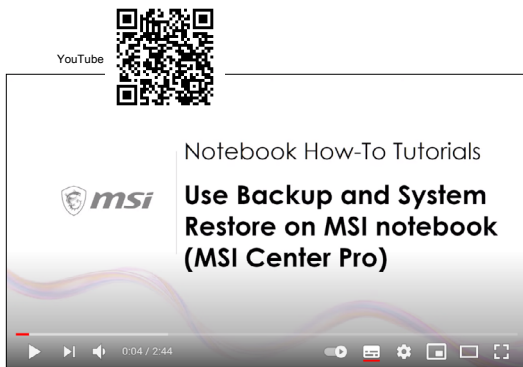 YouTube
Notebook How-To Tutorials
msi
Use Backup and System
Restore on MSI notebook
(MSI Center Pro)
0:04 / 2:44